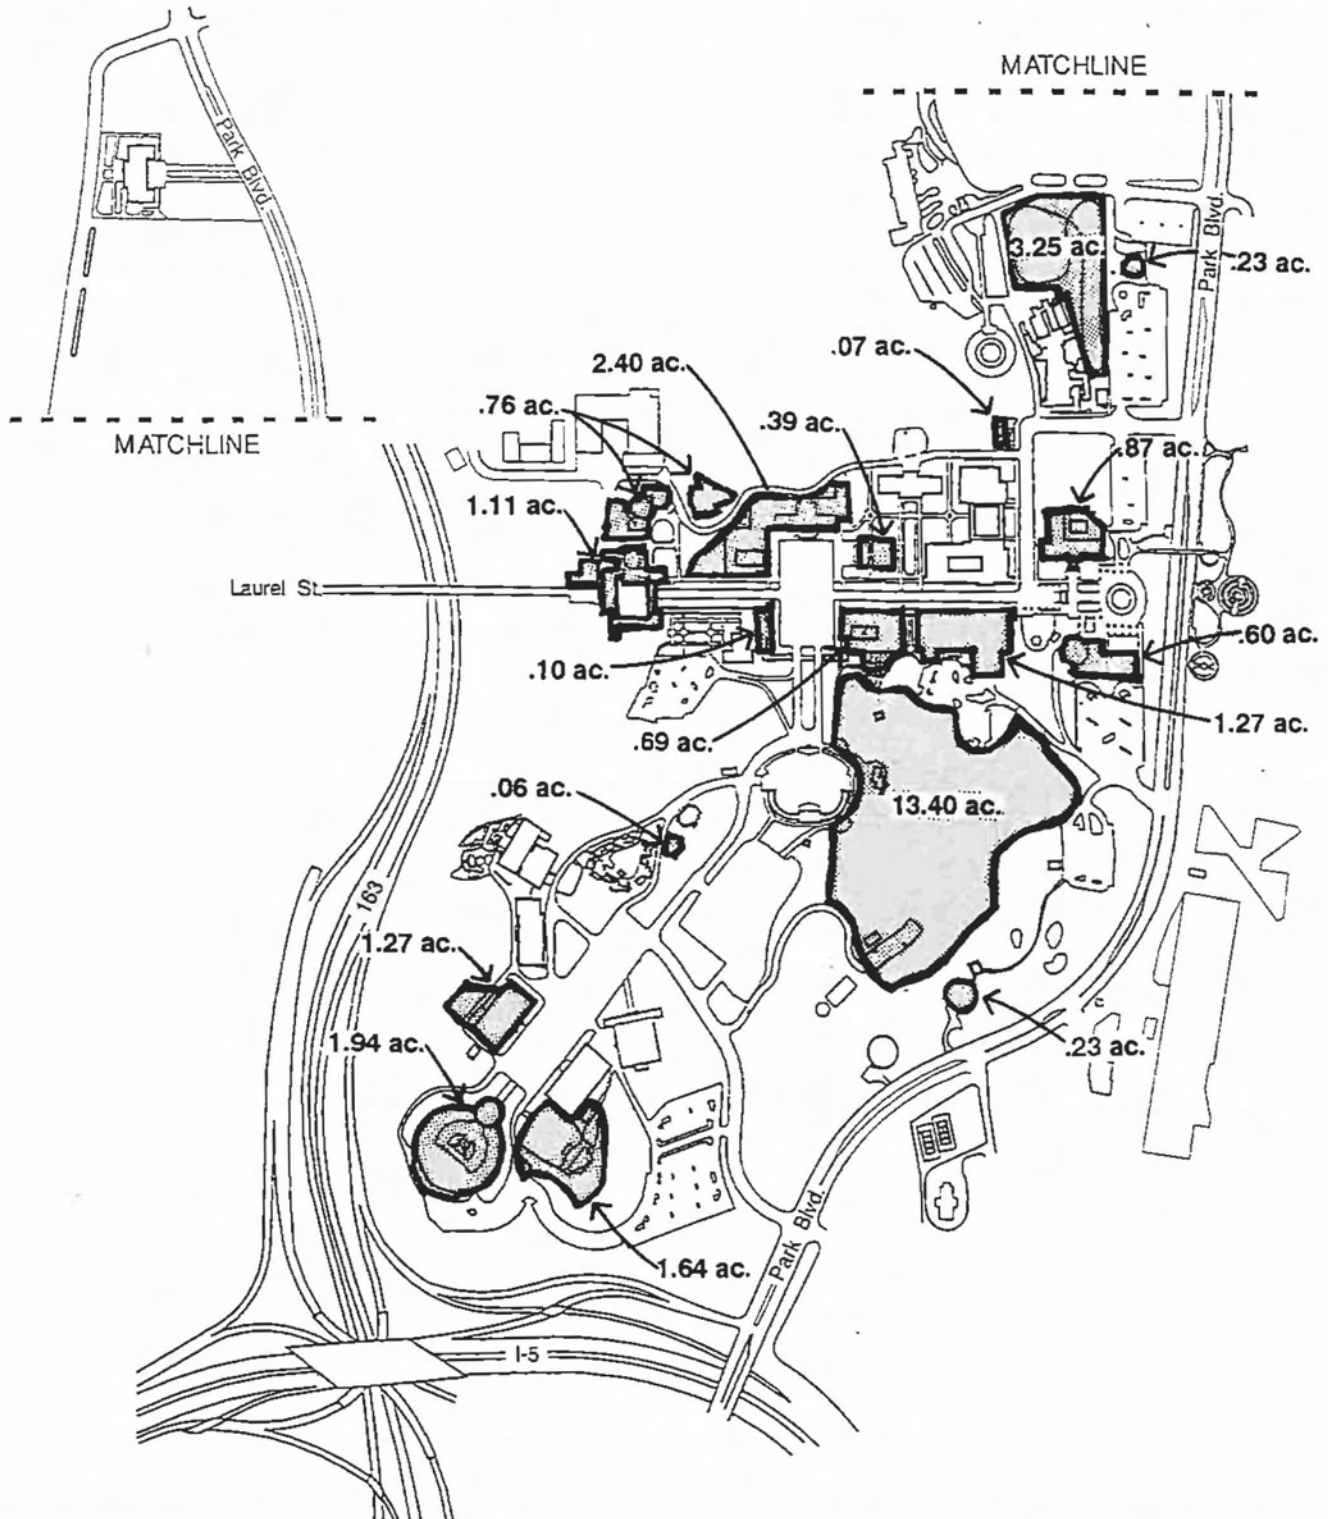 MATCHLINE
Park Blvd.
Park Blvd.
3.25 ac.
.23 ac.
.07 ac.
2.40 ac.
.76 ac.
.39 ac.
MATCHLINE
.87 ac.
1.11 ac.
Laurel St.
.60 ac.
.10 ac.
1.27 ac.
.69 ac.
.06 ac.
13.40 ac.
163
1.27 ac.
1.94 ac.
.23 ac.
Park Blvd.
1.64 ac.
I-5